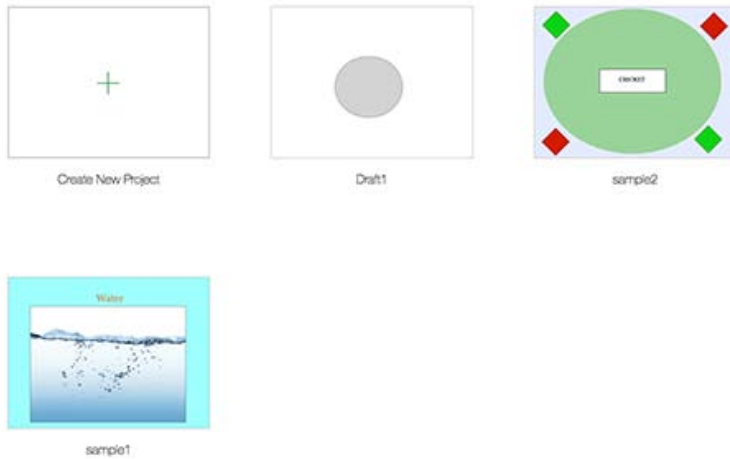 Create New Project
Draft1
CRICKET
sample2
Water
sample1